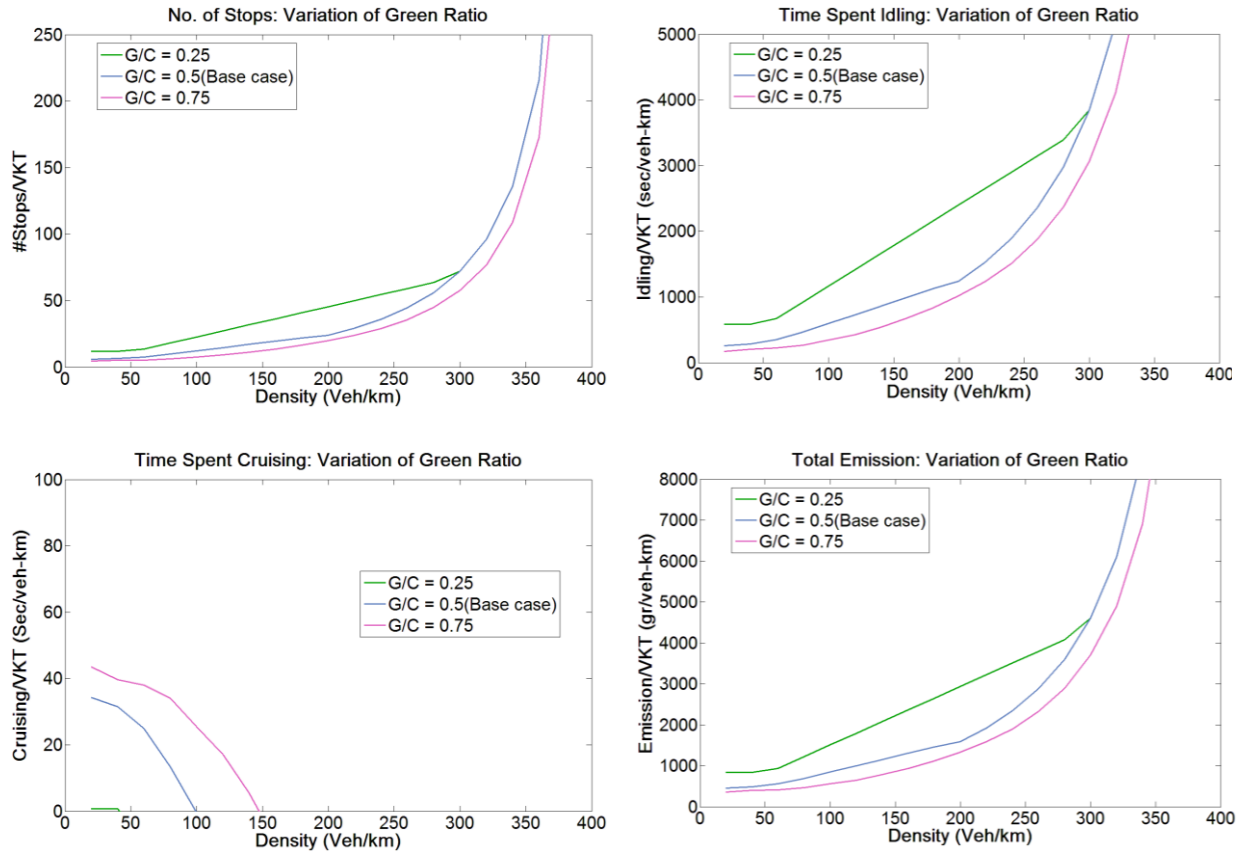 No. of Stops: Variation of Green Ratio
250
200
150
100
50
0
#Stops/VKT
G/C = 0.25
G/C = 0.5(Base case)
G/C = 0.75
0 50 100 150 200 250 300 350 400
Density (Veh/km)
Time Spent Idling: Variation of Green Ratio
5000
4000
3000
2000
1000
0
Idling/VKT (sec/veh-km)
G/C = 0.25
G/C = 0.5(Base case)
G/C = 0.75
0 50 100 150 200 250 300 350 400
Density (Veh/km)
Time Spent Cruising: Variation of Green Ratio
100
80
60
40
20
0
Cruising/VKT (Sec/veh-km)
G/C = 0.25
G/C = 0.5(Base case)
G/C = 0.75
0 50 100 150 200 250 300 350 400
Density (Veh/km)
Total Emission: Variation of Green Ratio
8000
7000
6000
5000
4000
3000
2000
1000
0
Emission/VKT (gr/veh-km)
G/C = 0.25
G/C = 0.5(Base case)
G/C = 0.75
0 50 100 150 200 250 300 350 400
Density (Veh/km)